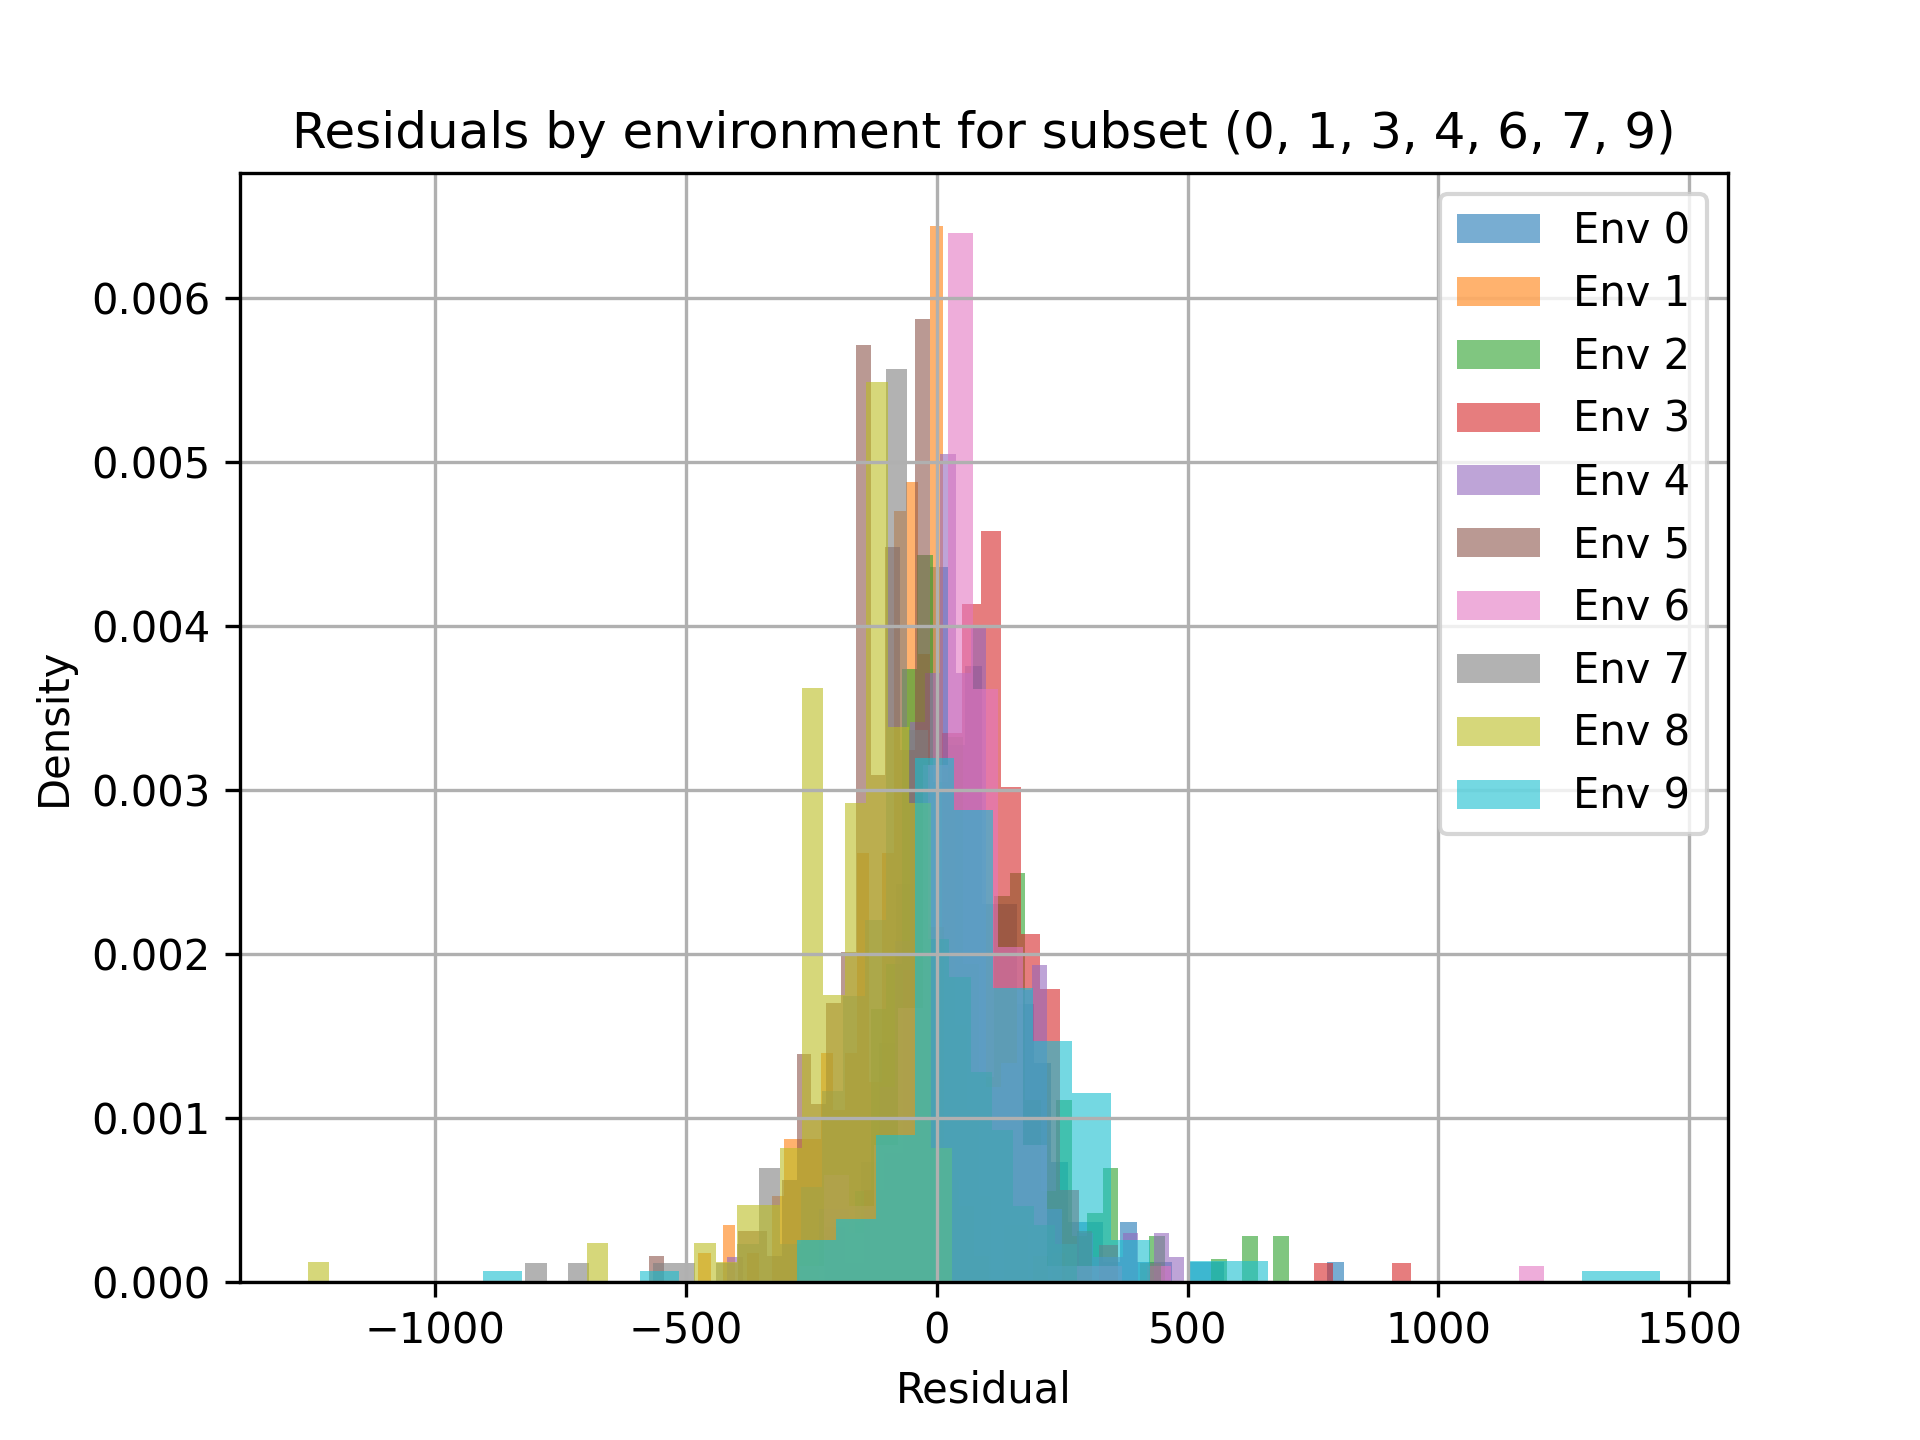 Residuals by environment for subset (0, 1, 3, 4, 6, 7, 9)
Env 0
Env 1
Env 2
Env 3
Env 4
Env 5
Env 6
Env 7
Env 8
Env 9
0.006
0.005
0.004
0.003
0.002
0.001
0.000
Density
−1000 −500 0 500 1000 1500
Residual